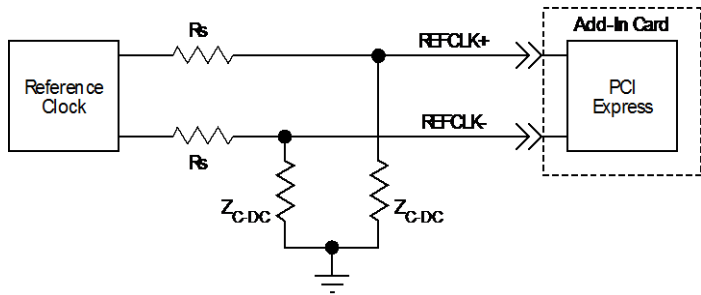 Add-In Card
Rs
REFCLK+
Reference
Clock
PCI
Express
REFCLK-
Rs
ZC-DC
ZC-DC